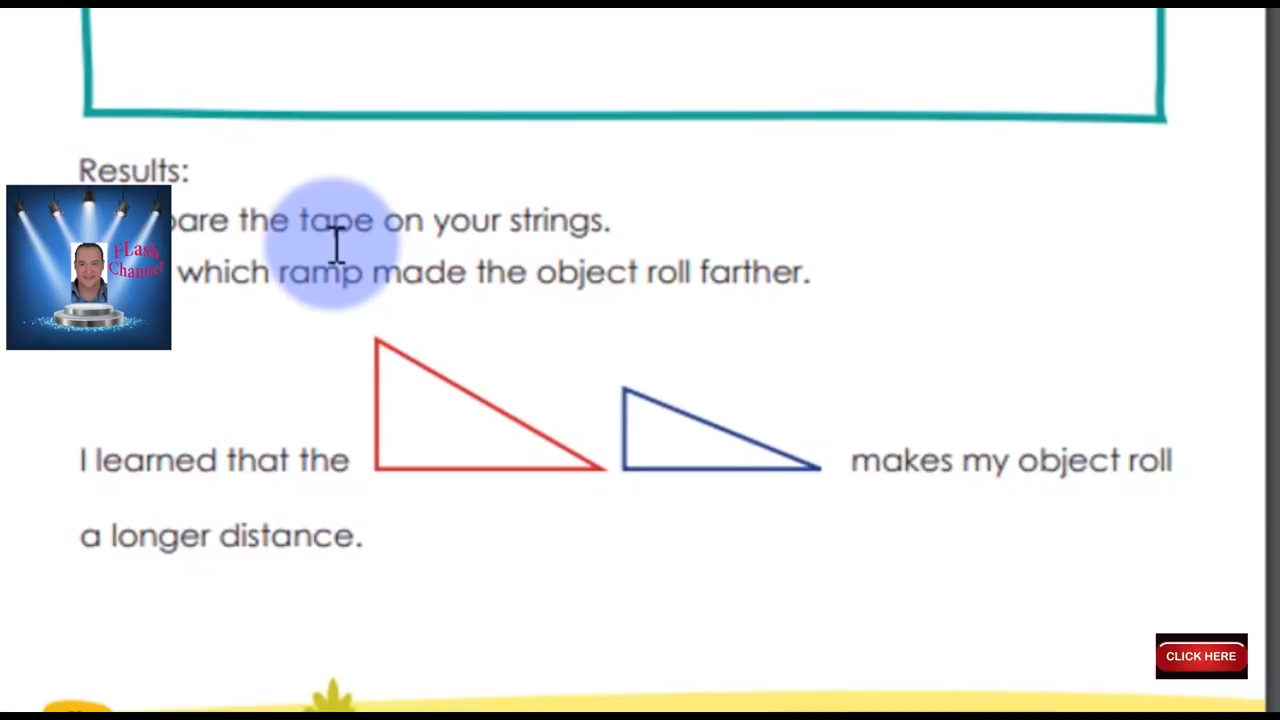 Results:
the tape on your strings.
which ramp made the object roll farther.
FLash
Channel
I learned that the makes my object roll
a longer distance.
CLICK HERE